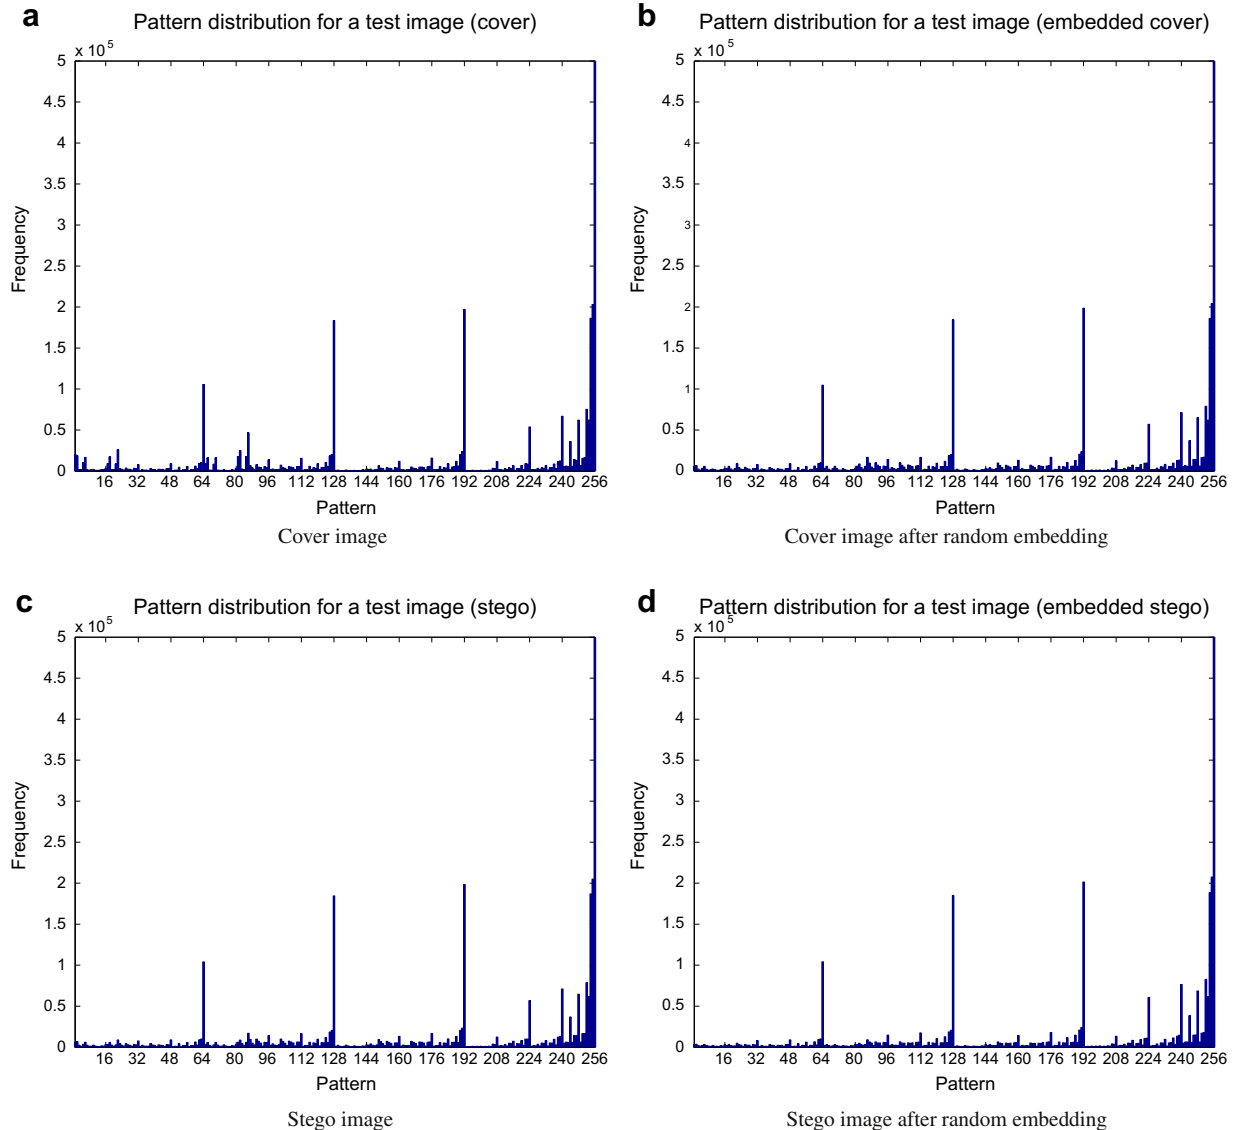 a
Pattern distribution for a test image (cover)
x 10 5
5
4.5
4
3.5
3
2.5
2
1.5
1
0.5
0
Frequency
16 32 48 64 80 96 112 128 144 160 176 192 208 224 240 256
Pattern
Cover image
b
Pattern distribution for a test image (embedded cover)
x 10 5
5
4.5
4
3.5
3
2.5
2
1.5
1
0.5
0
Frequency
16 32 48 64 80 96 112 128 144 160 176 192 208 224 240 256
Pattern
Cover image after random embedding
c
Pattern distribution for a test image (stego)
x 10 5
5
4.5
4
3.5
3
2.5
2
1.5
1
0.5
0
Frequency
16 32 48 64 80 96 112 128 144 160 176 192 208 224 240 256
Pattern
Stego image
d
Pattern distribution for a test image (embedded stego)
x 10 5
5
4.5
4
3.5
3
2.5
2
1.5
1
0.5
0
Frequency
16 32 48 64 80 96 112 128 144 160 176 192 208 224 240 256
Pattern
Stego image after random embedding